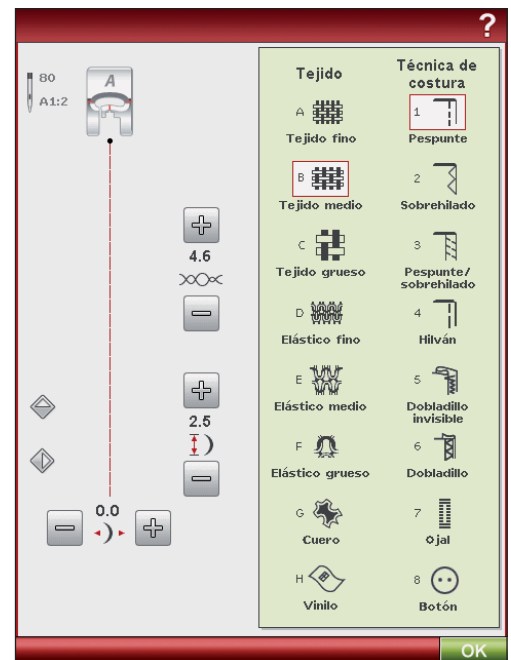 ?
80
A1:2
A
4.6
2.5
0.0
Tejido
A
Tejido fino
B
Tejido medio
C
Tejido grueso
D
Elástico fino
E
Elástico medio
F
Elástico grueso
G
Cuero
H
B
Vinilo
Técnica de
costura
1
Pespunte
2
Sobrehilado
3
Pespunte/
sobrehilado
4
Hilván
5
Dobladillo
invisible
6
Dobladillo
7
Ojal
8
Botón
OK